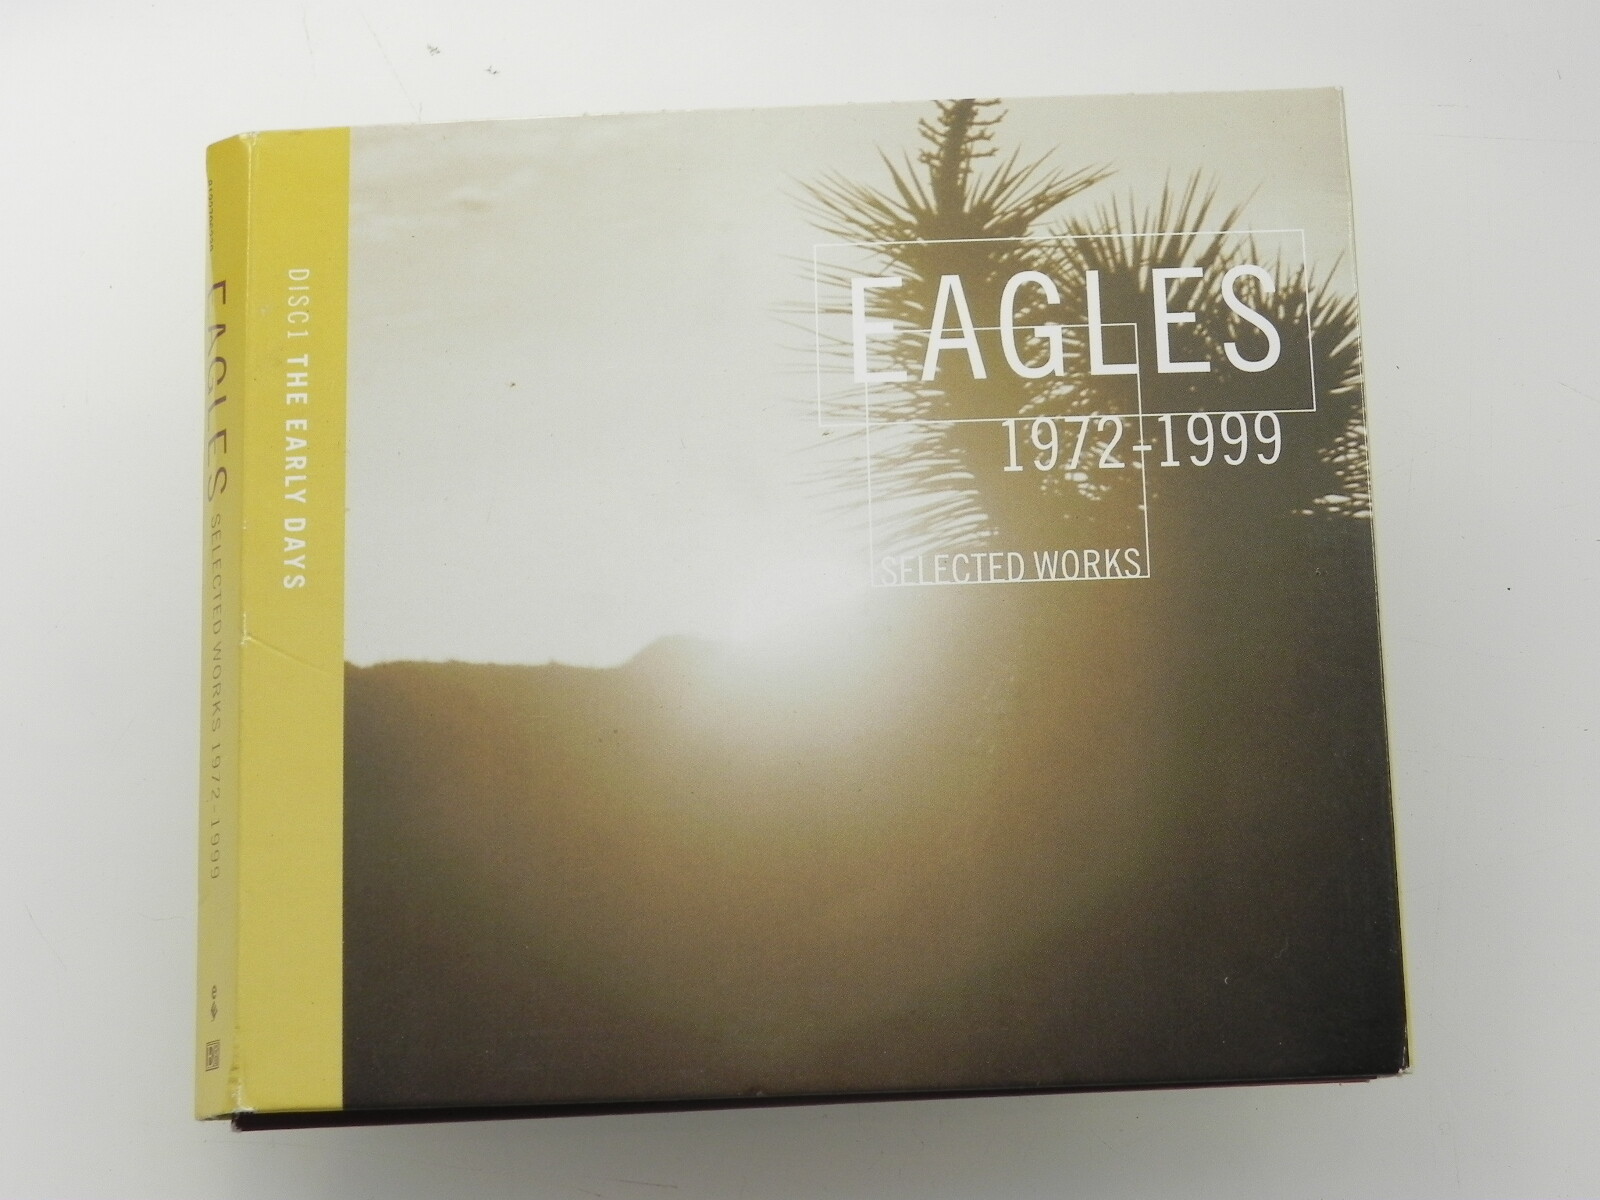 EAGLES
1972-1999
SELECTED WORKS
DISC1 THE EARLY DAYS
EAGLES SELECTED WORKS 1972-1999